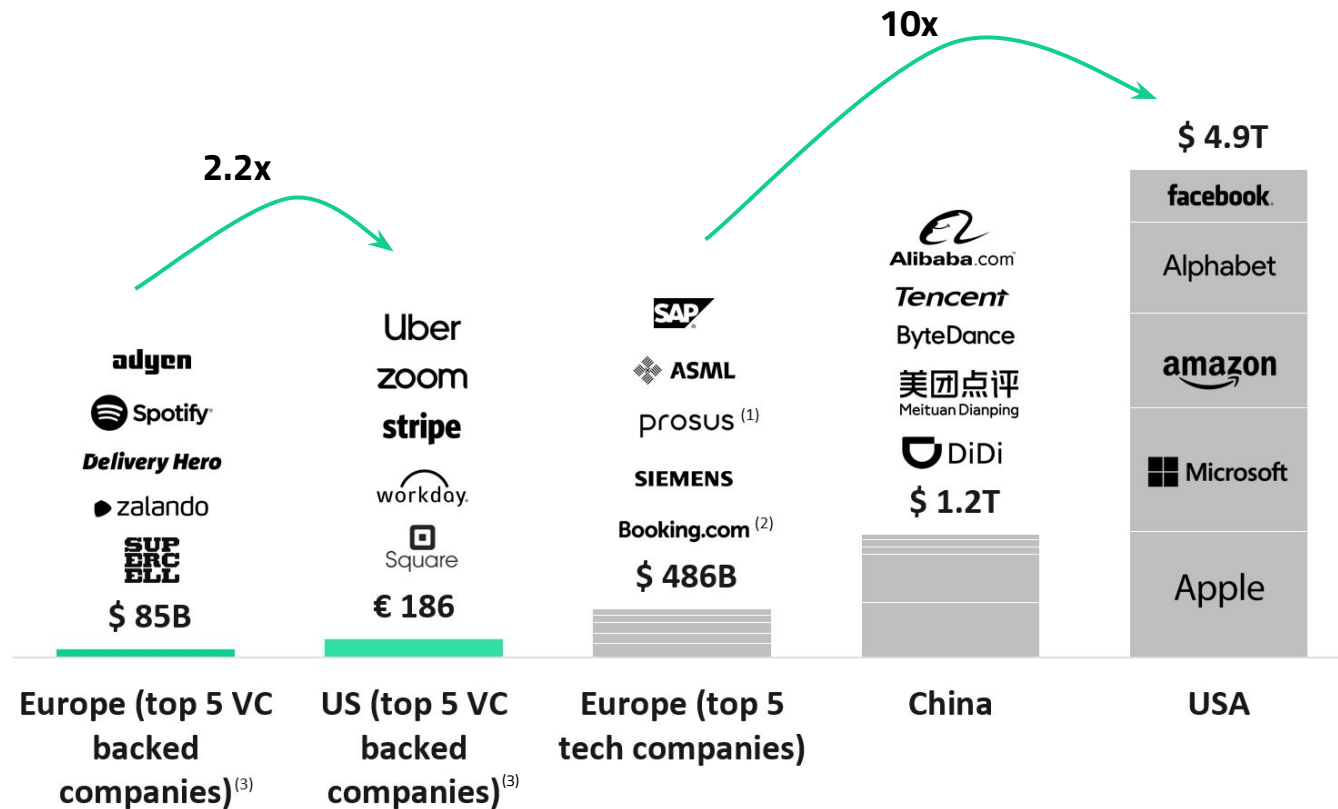 10x
2.2x
$ 4.9T
facebook.
Alphabet
amazon
Microsoft
Apple
Alibaba.com
Tencent
ByteDance
美团点评
Meituan Dianping
DiDi
$ 1.2T
SAP
ASML
prosus (1)
SIEMENS
Booking.com (2)
$ 486B
Uber
zoom
stripe
workday.
Square
€ 186
adyen
Spotify
Delivery Hero
zalando
SUP
ERC
ELL
$ 85B
Europe (top 5 VC
backed
companies)(3)
US (top 5 VC
backed
companies)(3)
Europe (top 5
tech companies)
China
USA